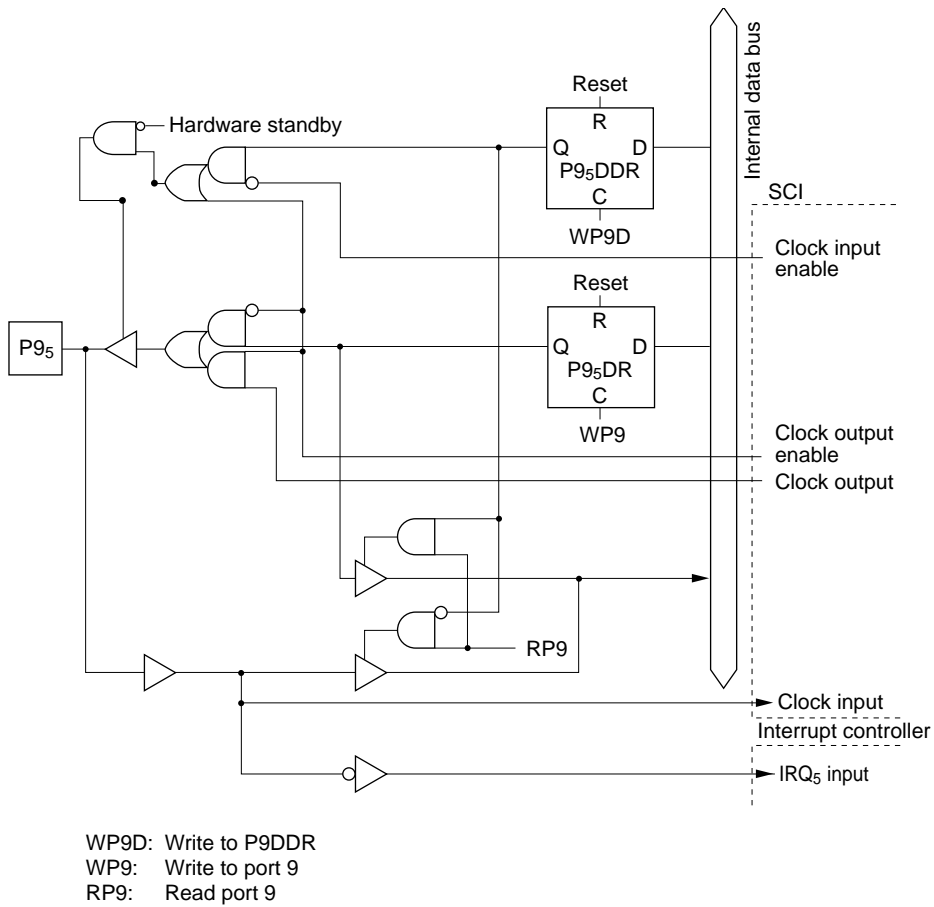 Internal data bus
Reset
Hardware standby
R
Q
D
P9₅DDR
C
WP9D
SCI
Clock input
enable
Reset
R
Q
D
P9₅DR
C
WP9
P9₅
Clock output
enable
Clock output
RP9
Clock input
Interrupt controller
IRQ₅ input
WP9D: Write to P9DDR
WP9: Write to port 9
RP9: Read port 9